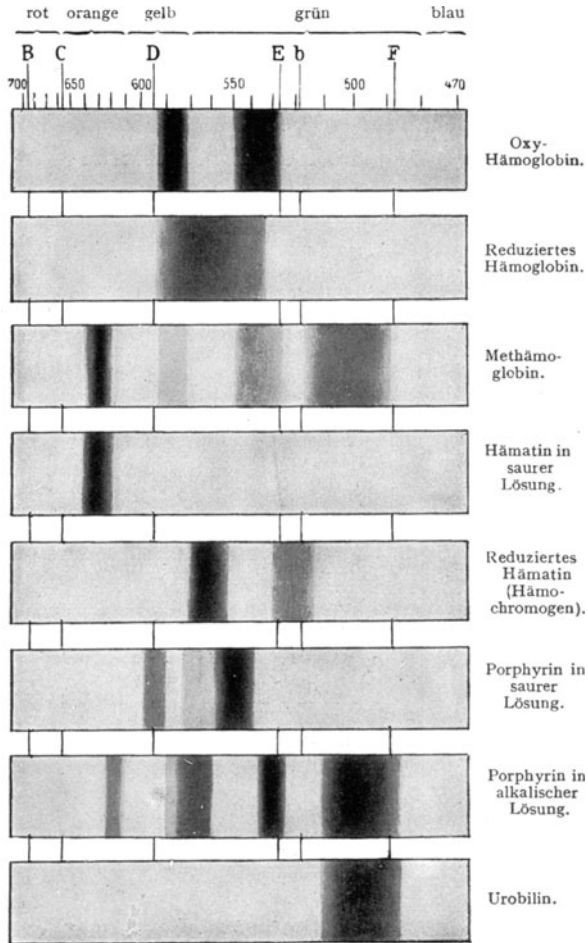 rot orange gelb grün blau
B C D E b F
700 650 600 550 500 470
Oxy-
Hämoglobin.
Reduziertes
Hämoglobin.
Methämo-
globin.
Hämatin in
saurer
Lösung.
Reduziertes
Hämatin
(Hämo-
chromogen).
Porphyrin in
saurer
Lösung.
Porphyrin in
alkalischer
Lösung.
Urobilin.